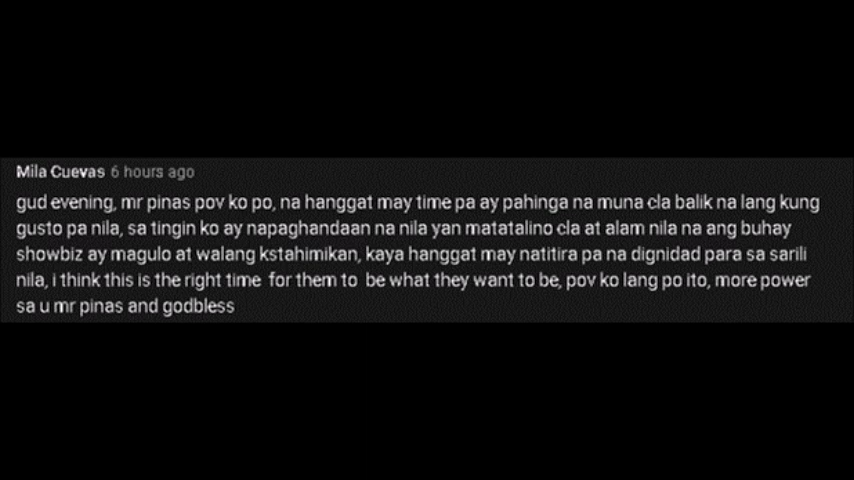 Mila Cuevas 6 hours ago
gud evening, mr pinas pov ko po, na hanggat may time pa ay pahinga na muna cla balik na lang kung
gusto pa nila, sa tingin ko ay napaghandaan na nila yan matatalino cla at alam nila na ang buhay
showbiz ay magulo at walang kstahimikan, kaya hanggat may natitira pa na dignidad para sa sarili
nila, i think this is the right time for them to be what they want to be, pov ko lang po ito, more power
sa u mr pinas and godbless